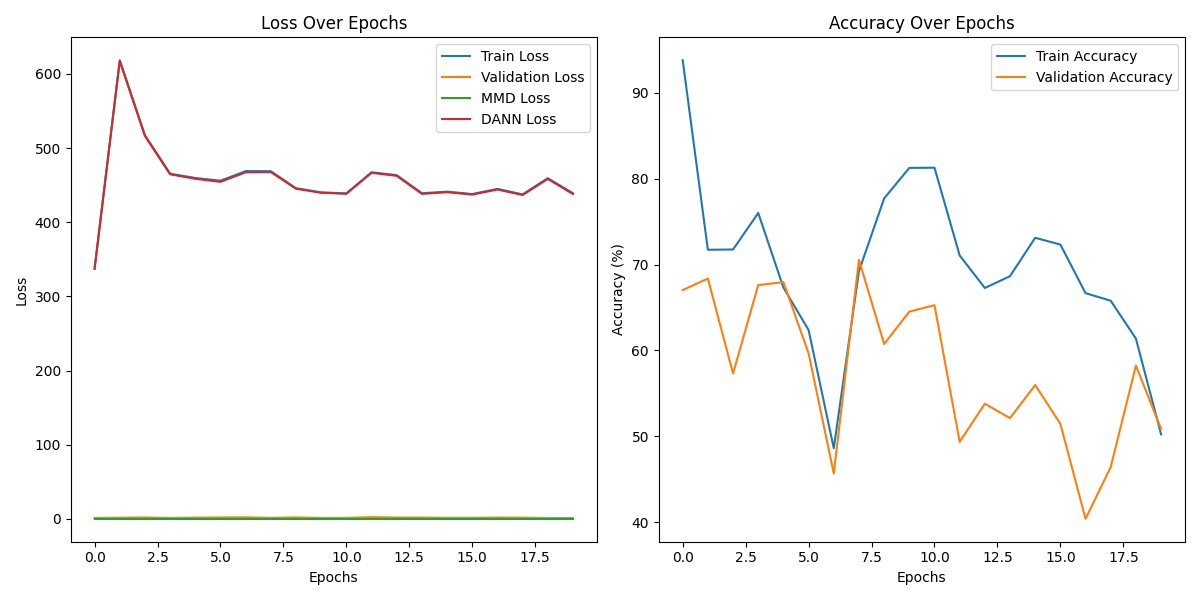 Loss Over Epochs
Loss
600
500
400
300
200
100
0
Train Loss
Validation Loss
MMD Loss
DANN Loss
0.0 2.5 5.0 7.5 10.0 12.5 15.0 17.5
Epochs
Accuracy Over Epochs
Accuracy (%)
90
80
70
60
50
40
Train Accuracy
Validation Accuracy
0.0 2.5 5.0 7.5 10.0 12.5 15.0 17.5
Epochs